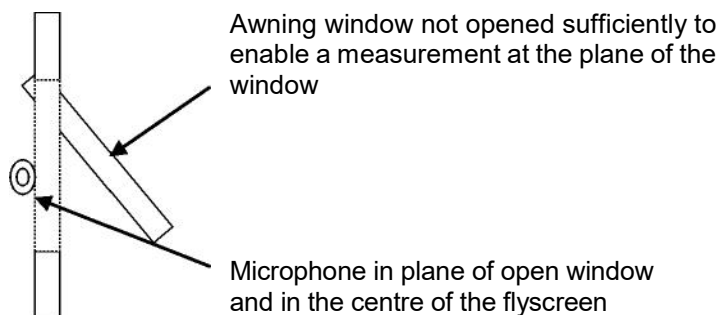 Awning window not opened sufficiently to
enable a measurement at the plane of the
window
Microphone in plane of open window
and in the centre of the flyscreen